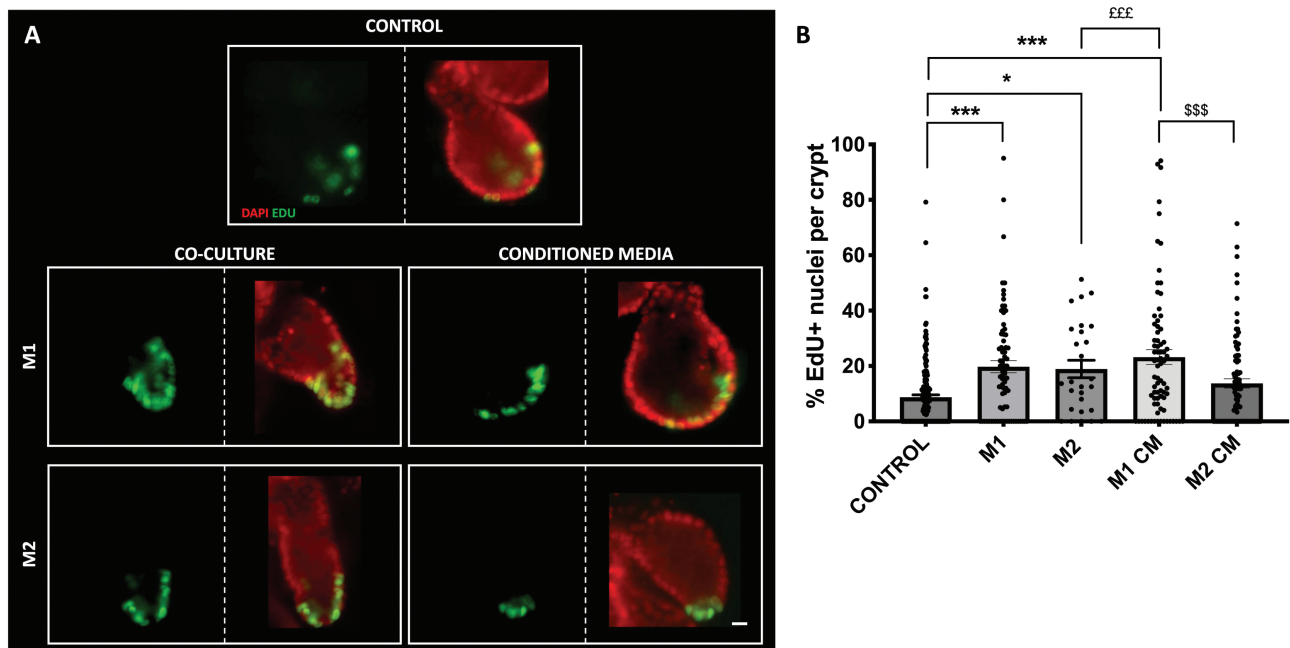 A
CONTROL
DAPI EDU
CO-CULTURE
CONDITIONED MEDIA
M1
M2
B
£££
***
*
***
$$$
% EdU+ nuclei per crypt
100
80
60
40
20
0
CONTROL
M1
M2
M1 CM
M2 CM